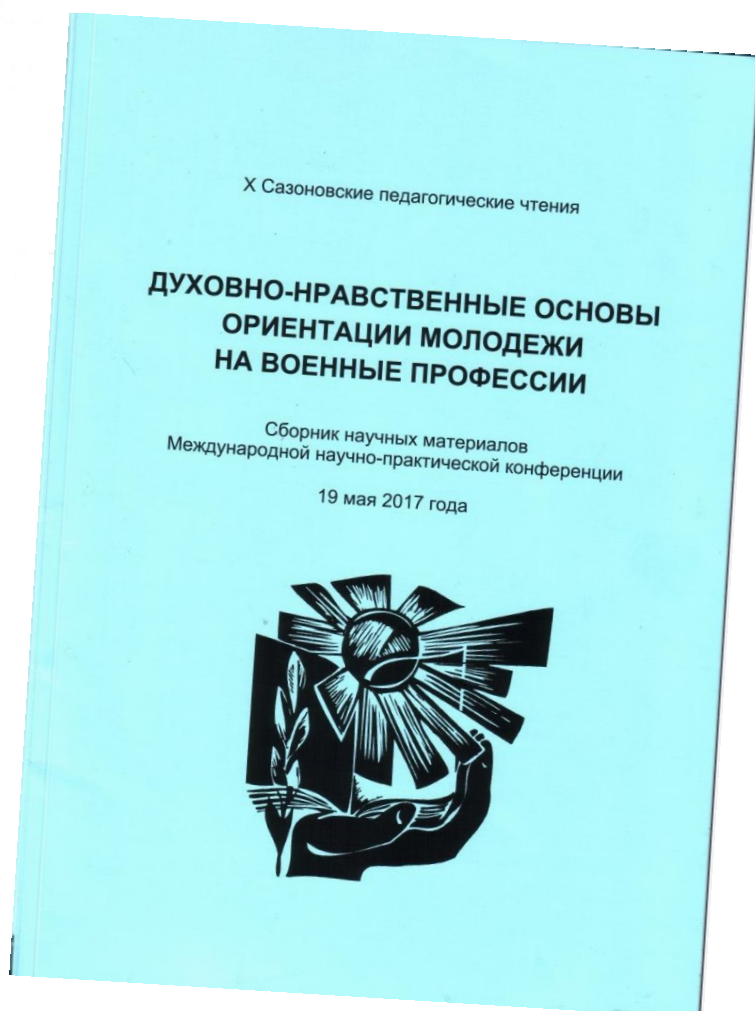 X Сазоновские педагогические чтения
ДУХОВНО-НРАВСТВЕННЫЕ ОСНОВЫ
ОРИЕНТАЦИИ МОЛОДЕЖИ
НА ВОЕННЫЕ ПРОФЕССИИ
Сборник научных материалов
Международной научно-практической конференции
19 мая 2017 года